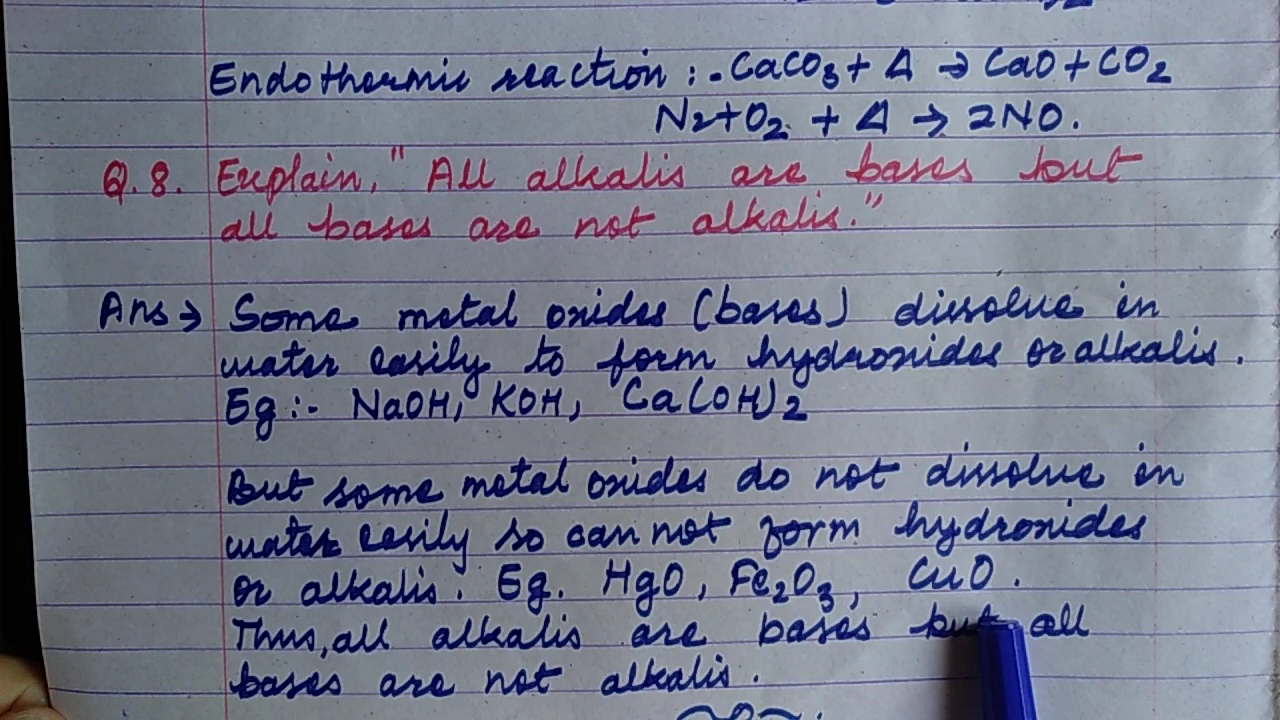 Endothermic reaction :- CaCO3 + Δ → CaO + CO2
N2 + O2 + Δ → 2NO.
Q.8. Explain, "All alkalis are bases but
all bases are not alkalis."
Ans → Some metal oxides (bases) dissolve in
water easily to form hydroxides or alkalis.
Eg :- NaOH, KOH, Ca(OH)2
But some metal oxides do not dissolve in
water easily so can not form hydroxides
or alkalis. Eg. HgO, Fe2O3, CuO.
Thus, all alkalis are bases but all
bases are not alkalis.